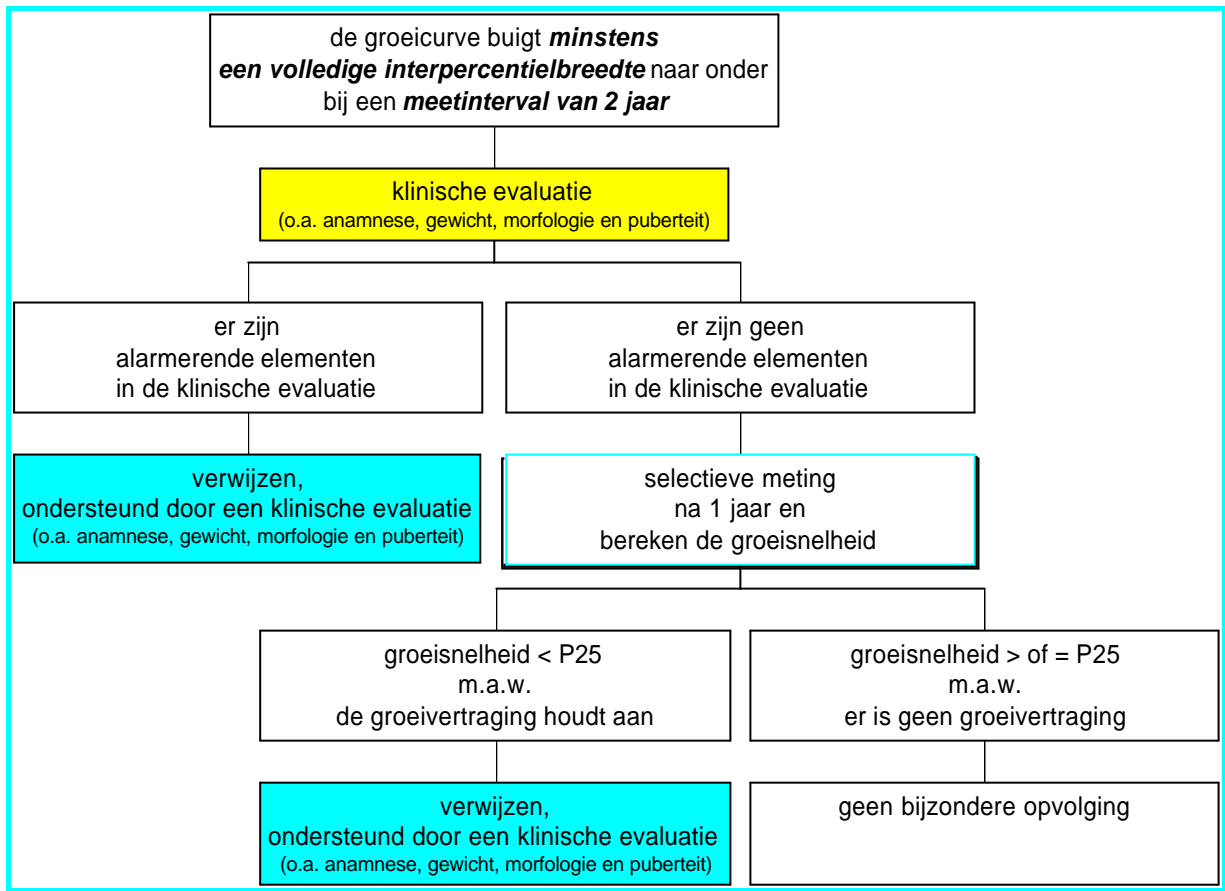 de groeicurve buigt minstens
een volledige interpercentielbreedte naar onder
bij een meetinterval van 2 jaar
klinische evaluatie
(o.a. anamnese, gewicht, morfologie en puberteit)
er zijn
alarmerende elementen
in de klinische evaluatie
er zijn geen
alarmerende elementen
in de klinische evaluatie
verwijzen,
ondersteund door een klinische evaluatie
(o.a. anamnese, gewicht, morfologie en puberteit)
selectieve meting
na 1 jaar en
bereken de groeisnelheid
groeisnelheid < P25
m.a.w.
de groeivertraging houdt aan
groeisnelheid > of = P25
m.a.w.
er is geen groeivertraging
verwijzen,
ondersteund door een klinische evaluatie
(o.a. anamnese, gewicht, morfologie en puberteit)
geen bijzondere opvolging